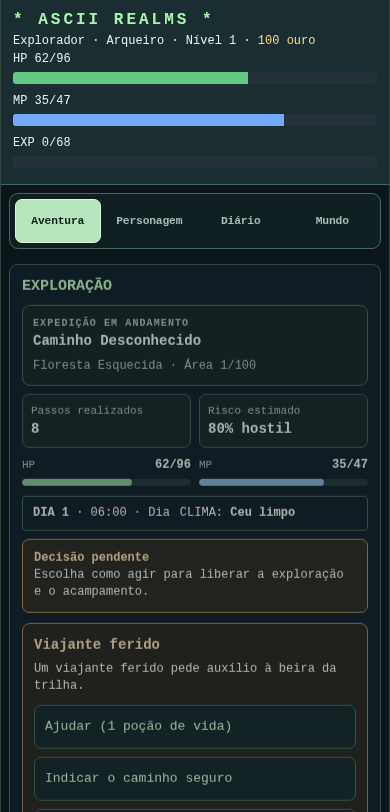 * ASCII REALMS *
Explorador · Arqueiro · Nível 1 · 100 ouro
HP 62/96
MP 35/47
EXP 0/68
Aventura Personagem Diário Mundo
EXPLORAÇÃO
EXPEDIÇÃO EM ANDAMENTO
Caminho Desconhecido
Floresta Esquecida · Área 1/100
Passos realizados Risco estimado
8 80% hostil
HP 62/96 MP 35/47
DIA 1 · 06:00 · Dia CLIMA: Ceu limpo
Decisão pendente
Escolha como agir para liberar a exploração
e o acampamento.
Viajante ferido
Um viajante ferido pede auxílio à beira da
trilha.
Ajudar (1 poção de vida)
Indicar o caminho seguro